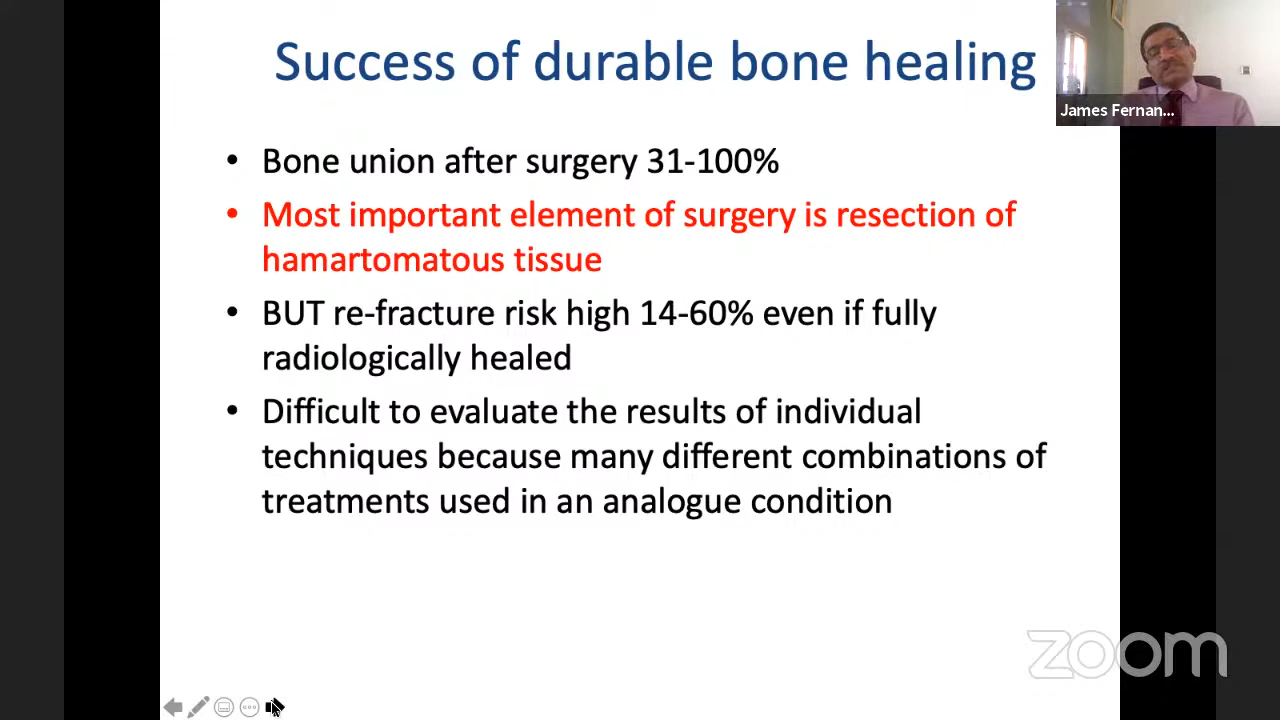 Success of durable bone healing
James Fernan...
• Bone union after surgery 31-100%
• Most important element of surgery is resection of
hamartomatous tissue
• BUT re-fracture risk high 14-60% even if fully
radiologically healed
• Difficult to evaluate the results of individual
techniques because many different combinations of
treatments used in an analogue condition
zoom